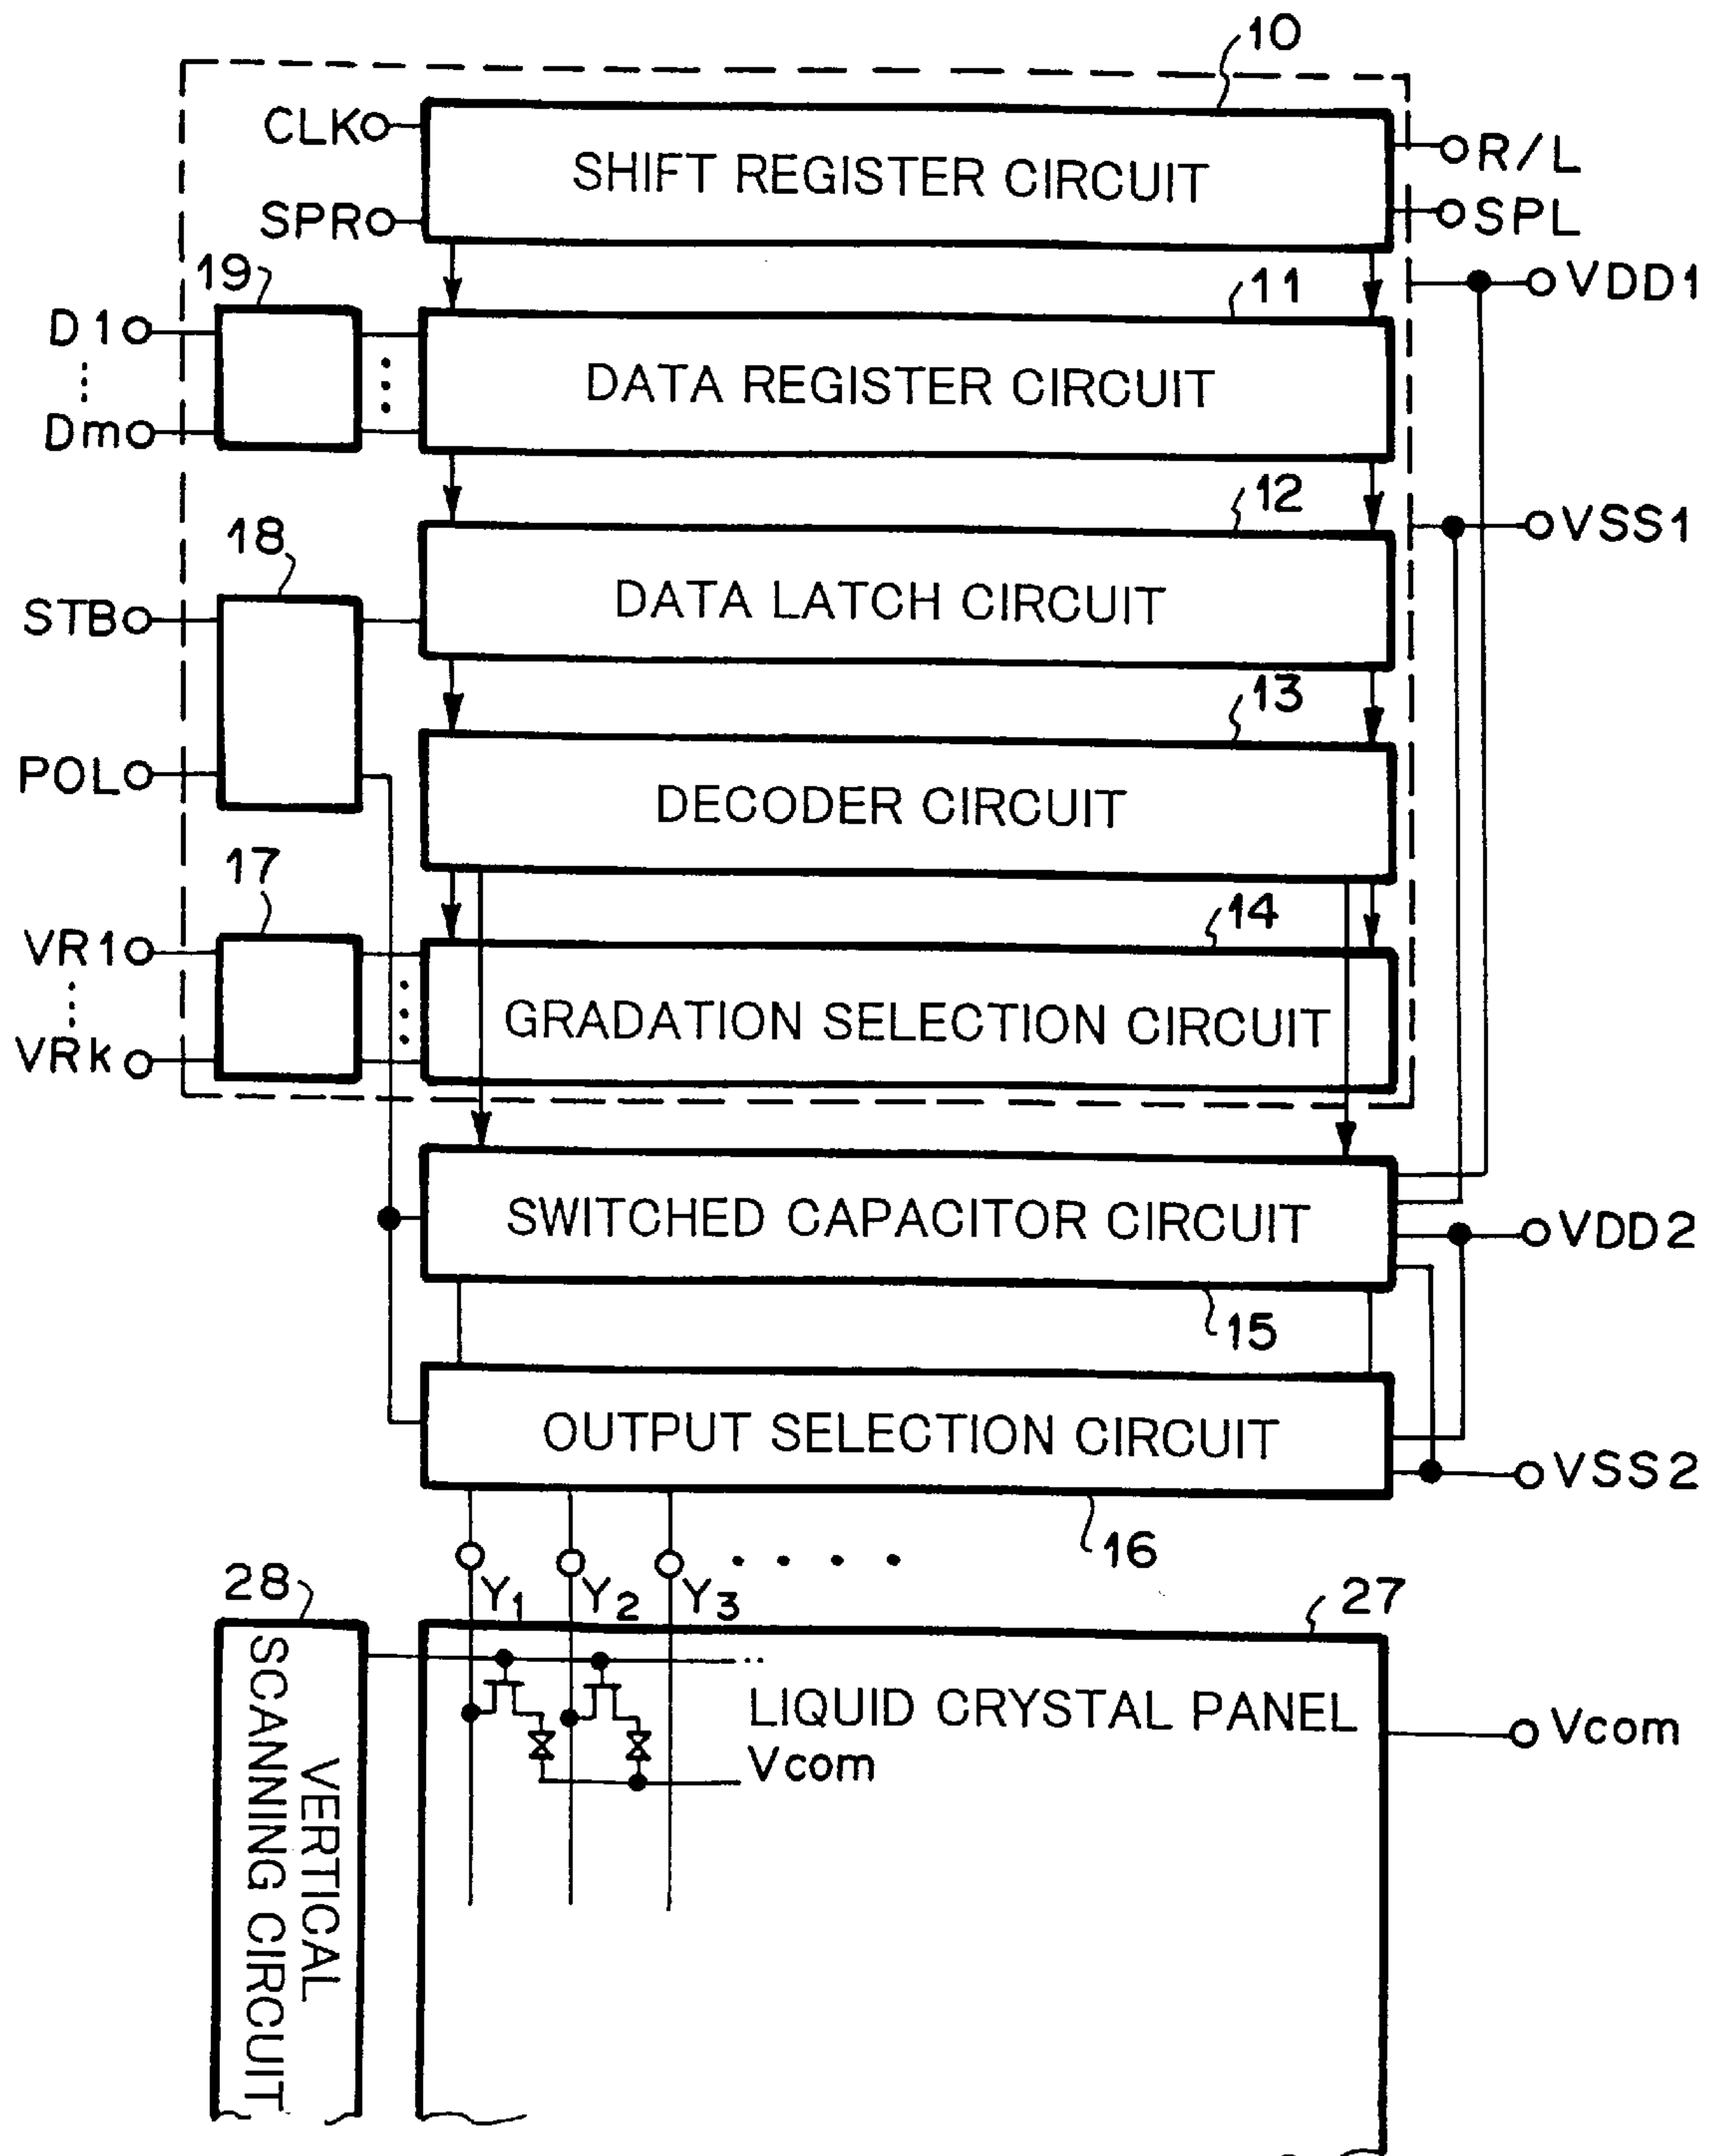 10
CLK
SHIFT REGISTER CIRCUIT
R/L
SPR
SPL
19
11
VDD1
D1
DATA REGISTER CIRCUIT
Dm
12
VSS1
18
STB
DATA LATCH CIRCUIT
13
POL
DECODER CIRCUIT
17
14
VR1
GRADATION SELECTION CIRCUIT
VRk
SWITCHED CAPACITOR CIRCUIT
VDD2
15
OUTPUT SELECTION CIRCUIT
VSS2
16
28
Y1 Y2 Y3
27
VERTICAL
SCANNING CIRCUIT
LIQUID CRYSTAL PANEL
Vcom
Vcom